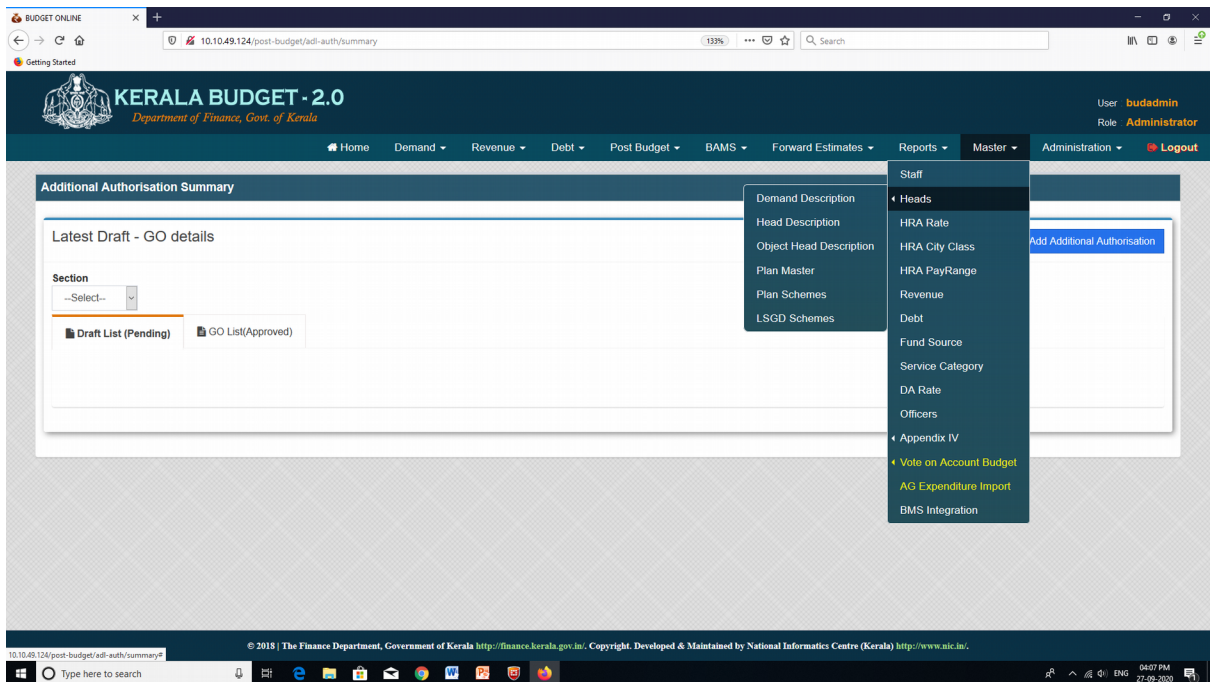 BUDGET ONLINE
10.10.49.124/post-budget/adl-auth/summary
133%
Search
Getting Started
KERALA BUDGET - 2.0
Department of Finance, Govt. of Kerala
User budadmin
Role Administrator
Home Demand Revenue Debt Post Budget BAMS Forward Estimates Reports Master Administration Logout
Additional Authorisation Summary
Latest Draft - GO details
Add Additional Authorisation
Section
--Select--
Draft List (Pending) GO List(Approved)
Demand Description
Head Description
Object Head Description
Plan Master
Plan Schemes
LSGD Schemes
Staff
Heads
HRA Rate
HRA City Class
HRA PayRange
Revenue
Debt
Fund Source
Service Category
DA Rate
Officers
Appendix IV
Vote on Account Budget
AG Expenditure Import
BMS Integration
© 2018 | The Finance Department, Government of Kerala http://finance.kerala.gov.in/. Copyright. Developed & Maintained by National Informatics Centre (Kerala) http://www.nic.in/.
10.10.49.124/post-budget/adl-auth/summary#
Type here to search
ENG
04:07 PM
27-09-2020